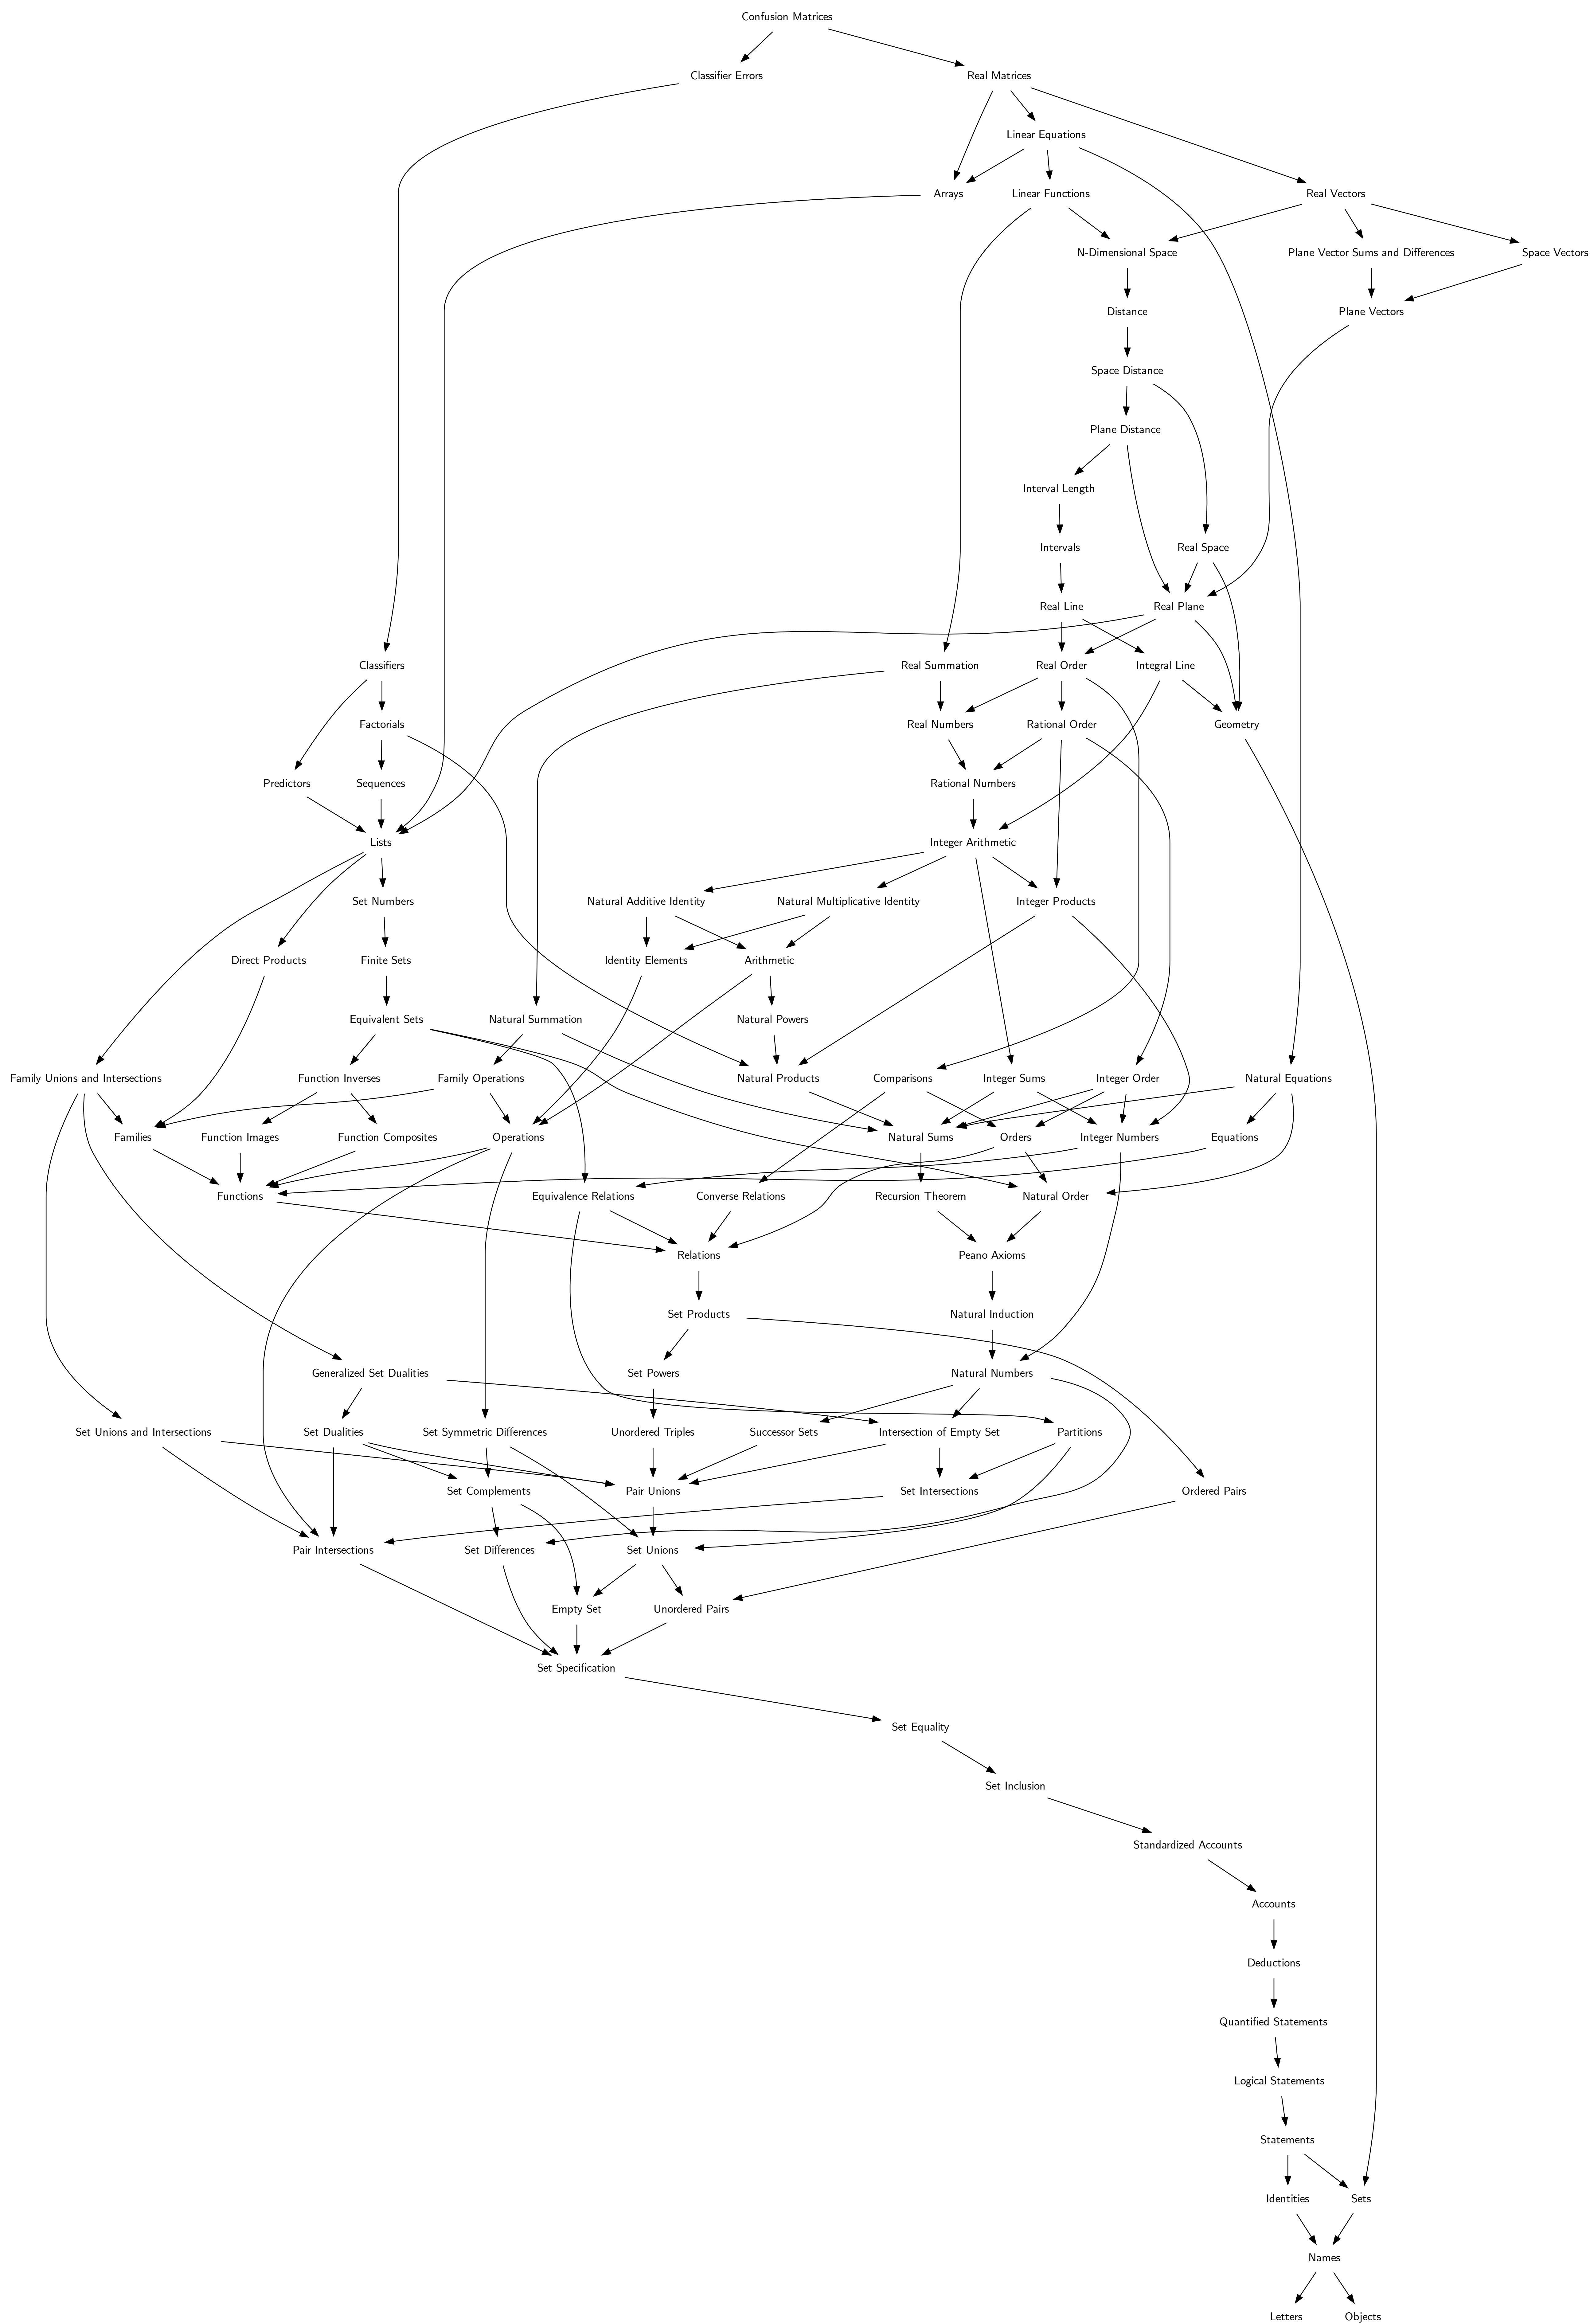 Confusion Matrices
Classifier Errors
Real Matrices
Linear Equations
Arrays
Linear Functions
Real Vectors
N-Dimensional Space
Plane Vector Sums and Differences
Space Vectors
Distance
Plane Vectors
Space Distance
Plane Distance
Interval Length
Intervals
Real Space
Real Line
Real Plane
Classifiers
Real Summation
Real Order
Integral Line
Factorials
Real Numbers
Rational Order
Geometry
Predictors
Sequences
Rational Numbers
Lists
Integer Arithmetic
Set Numbers
Natural Additive Identity
Natural Multiplicative Identity
Integer Products
Direct Products
Finite Sets
Identity Elements
Arithmetic
Equivalent Sets
Natural Summation
Natural Powers
Family Unions and Intersections
Function Inverses
Family Operations
Natural Products
Comparisons
Integer Sums
Integer Order
Natural Equations
Families
Function Images
Function Composites
Operations
Natural Sums
Orders
Integer Numbers
Equations
Functions
Equivalence Relations
Converse Relations
Recursion Theorem
Natural Order
Relations
Peano Axioms
Set Products
Natural Induction
Generalized Set Dualities
Set Powers
Natural Numbers
Set Unions and Intersections
Set Dualities
Set Symmetric Differences
Unordered Triples
Successor Sets
Intersection of Empty Set
Partitions
Set Complements
Pair Unions
Set Intersections
Ordered Pairs
Pair Intersections
Set Differences
Set Unions
Empty Set
Unordered Pairs
Set Specification
Set Equality
Set Inclusion
Standardized Accounts
Accounts
Deductions
Quantified Statements
Logical Statements
Statements
Identities
Sets
Names
Letters
Objects